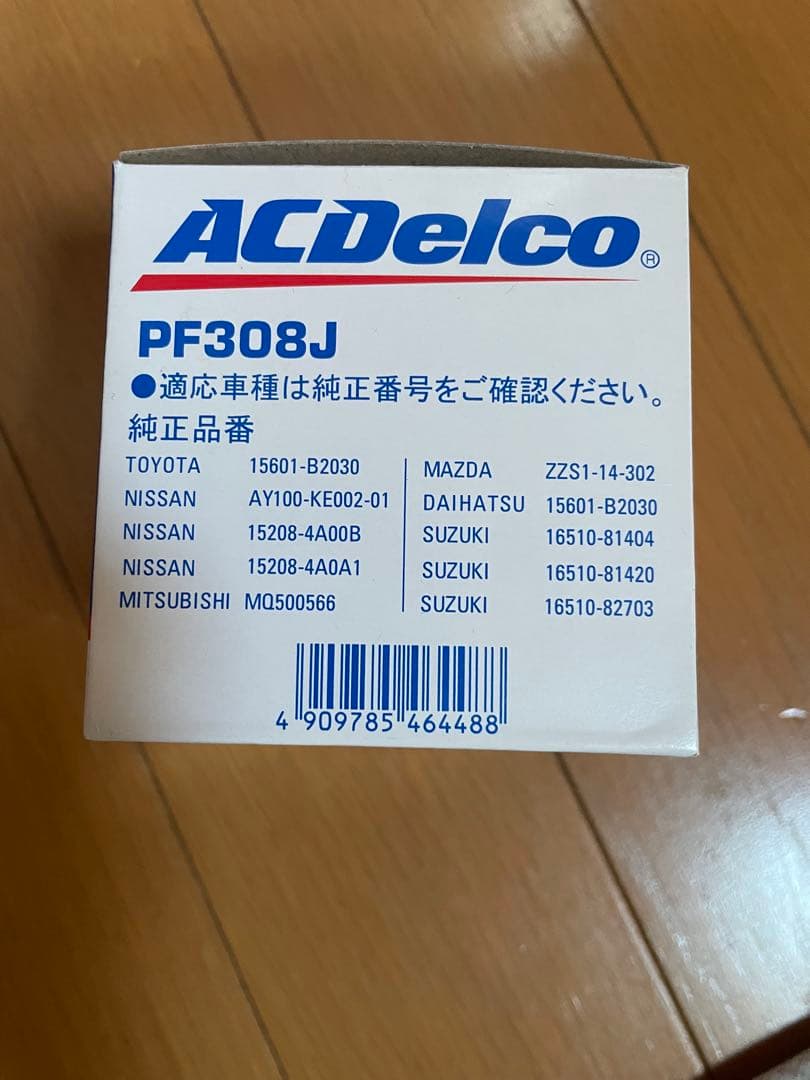 ACDelco®
PF308J
●適応車種は純正番号をご確認ください。
純正品番
TOYOTA 15601-B2030
NISSAN AY100-KE002-01
NISSAN 15208-4A00B
NISSAN 15208-4A0A1
MITSUBISHI MQ500566
MAZDA ZZS1-14-302
DAIHATSU 15601-B2030
SUZUKI 16510-81404
SUZUKI 16510-81420
SUZUKI 16510-82703
4 909785 464488